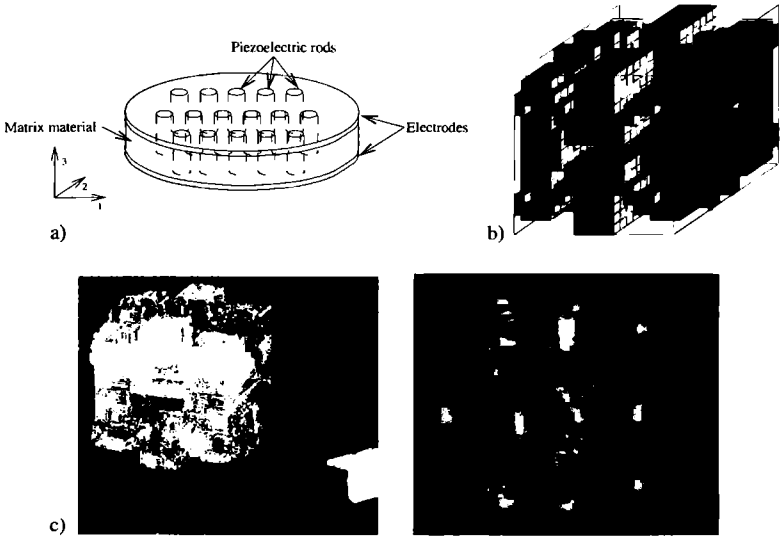 Piezoelectric rods
Matrix material
Electrodes
3
2
1
a)
b)
c)